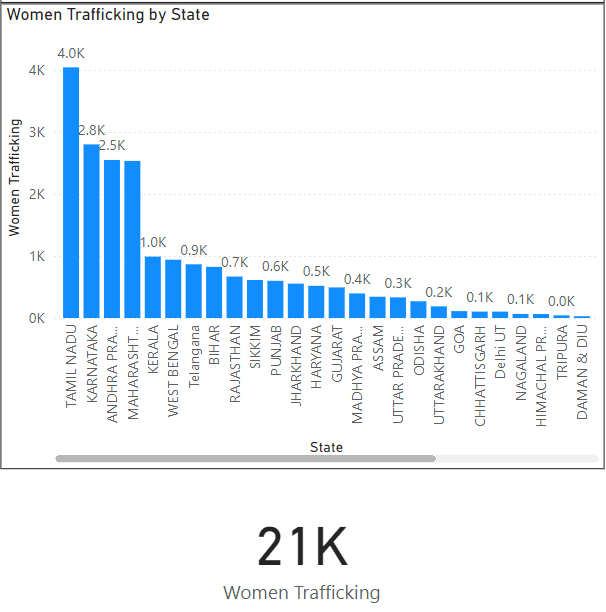 Women Trafficking by State
Women Trafficking
4K
3K
2K
1K
0K
4.0K
2.8K
2.5K
1.0K
0.9K
0.7K
0.6K
0.5K
0.4K
0.3K
0.2K
0.1K
0.1K
0.0K
TAMIL NADU
KARNATAKA
ANDHRA PRA...
MAHARASHT...
KERALA
WEST BENGAL
Telangana
BIHAR
RAJASTHAN
SIKKIM
PUNJAB
JHARKHAND
HARYANA
GUJARAT
MADHYA PRA...
ASSAM
UTTAR PRADE...
ODISHA
UTTARAKHAND
GOA
CHHATTISGARH
Delhi UT
NAGALAND
HIMACHAL PR...
TRIPURA
DAMAN & DIU
State
21K
Women Trafficking